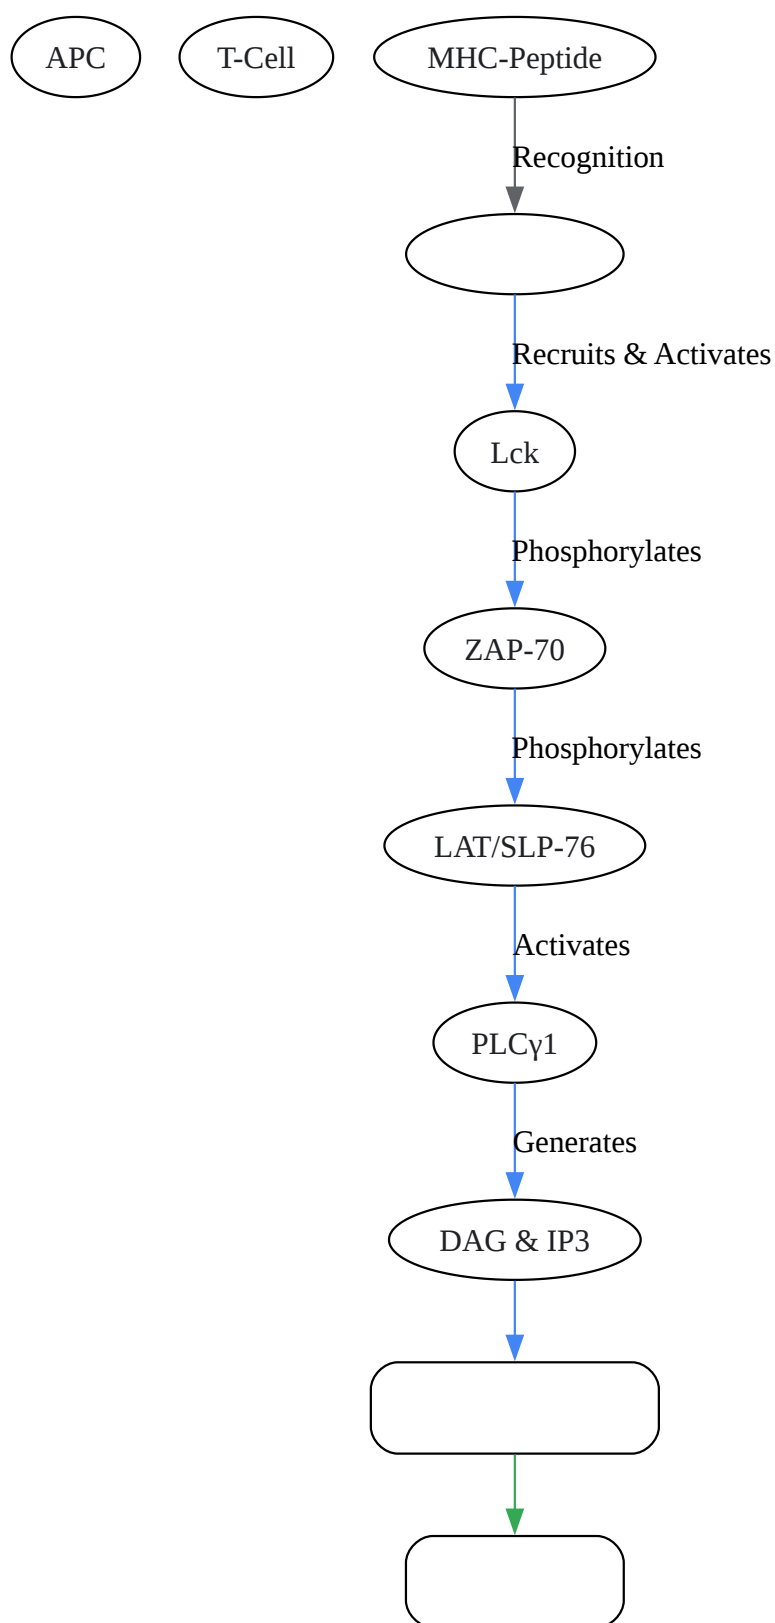 APC
T-Cell
MHC-Peptide
Recognition
Recruits & Activates
Lck
Phosphorylates
ZAP-70
Phosphorylates
LAT/SLP-76
Activates
PLCγ1
Generates
DAG & IP3